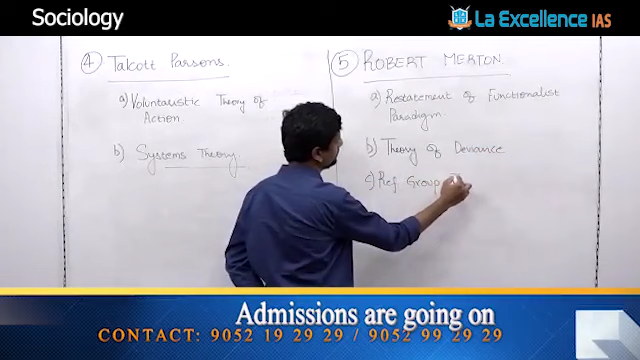 Sociology
La Excellence IAS
④ Talcott Parsons.
a) Voluntaristic Theory of
Action
b) Systems Theory
⑤ ROBERT MERTON.
a) Restatement of Functionalist
Paradigm.
b) Theory of Deviance
c) Ref Group
Admissions are going on
CONTACT: 9052 19 29 29 / 9052 99 29 29